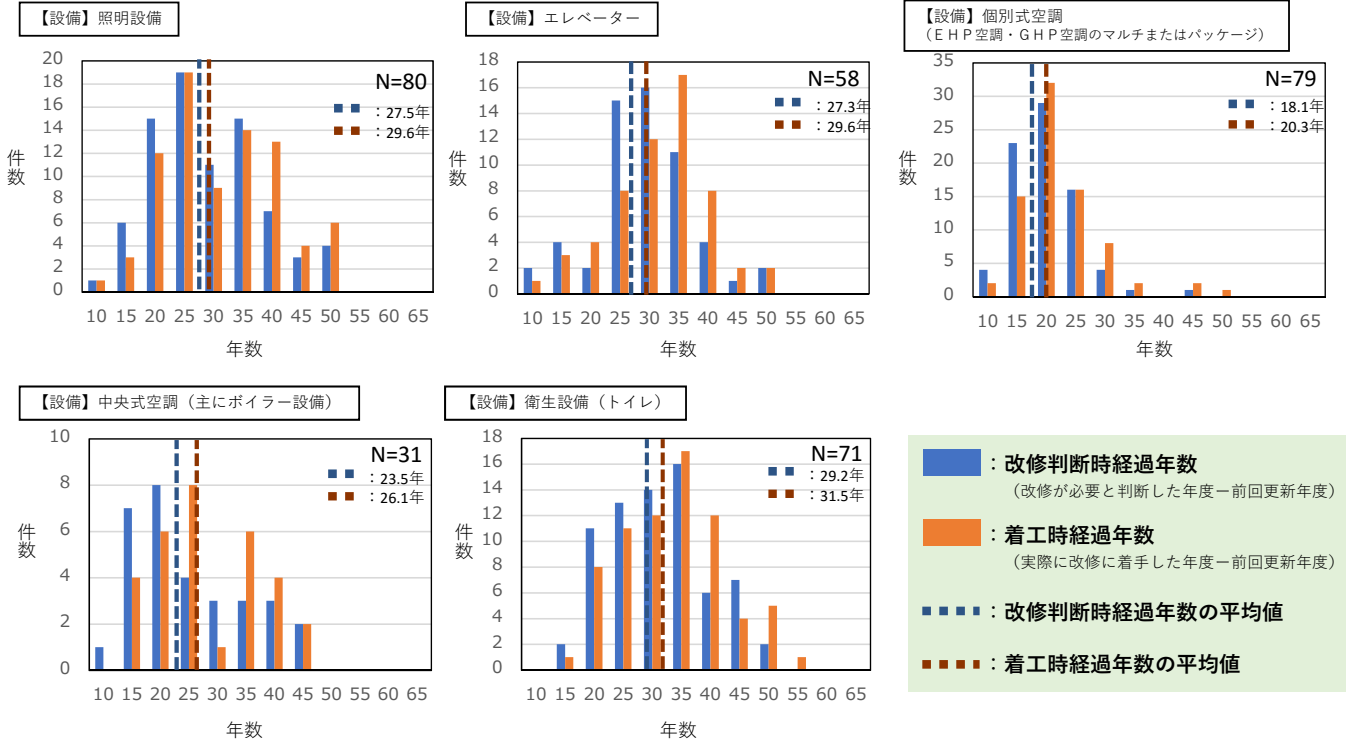 【設備】照明設備
N=80
：27.5年
：29.6年
件数
20
18
16
14
12
10
8
6
4
2
0
10 15 20 25 30 35 40 45 50 55 60 65
年数
【設備】エレベーター
N=58
：27.3年
：29.6年
件数
18
16
14
12
10
8
6
4
2
0
10 15 20 25 30 35 40 45 50 55 60 65
年数
【設備】個別式空調
（ＥＨＰ空調・ＧＨＰ空調のマルチまたはパッケージ）
N=79
：18.1年
：20.3年
件数
35
30
25
20
15
10
5
0
10 15 20 25 30 35 40 45 50 55 60 65
年数
【設備】中央式空調（主にボイラー設備）
N=31
：23.5年
：26.1年
件数
10
8
6
4
2
0
10 15 20 25 30 35 40 45 50 55 60 65
年数
【設備】衛生設備（トイレ）
N=71
：29.2年
：31.5年
件数
18
16
14
12
10
8
6
4
2
0
10 15 20 25 30 35 40 45 50 55 60 65
年数
：改修判断時経過年数
（改修が必要と判断した年度ー前回更新年度）
：着工時経過年数
（実際に改修に着手した年度ー前回更新年度）
：改修判断時経過年数の平均値
：着工時経過年数の平均値